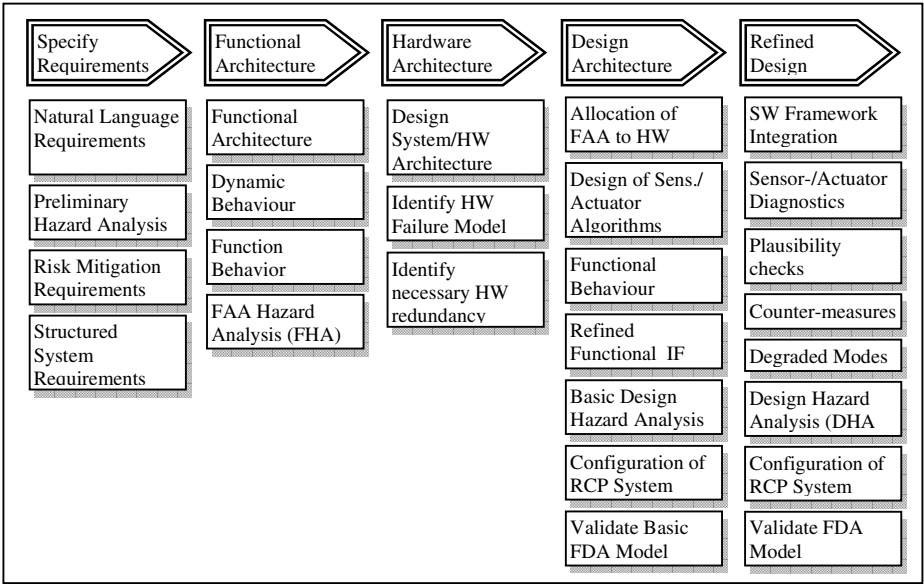 Specify
Requirements
Functional
Architecture
Hardware
Architecture
Design
Architecture
Refined
Design
Natural Language
Requirements
Preliminary
Hazard Analysis
Risk Mitigation
Requirements
Structured
System
Requirements
Functional
Architecture
Dynamic
Behaviour
Function
Behavior
FAA Hazard
Analysis (FHA)
Design
System/HW
Architecture
Identify HW
Failure Model
Identify
necessary HW
redundancy
Allocation of
FAA to HW
Design of Sens./
Actuator
Algorithms
Functional
Behaviour
Refined
Functional IF
Basic Design
Hazard Analysis
Configuration of
RCP System
Validate Basic
FDA Model
SW Framework
Integration
Sensor-/Actuator
Diagnostics
Plausibility
checks
Counter-measures
Degraded Modes
Design Hazard
Analysis (DHA
Configuration of
RCP System
Validate FDA
Model